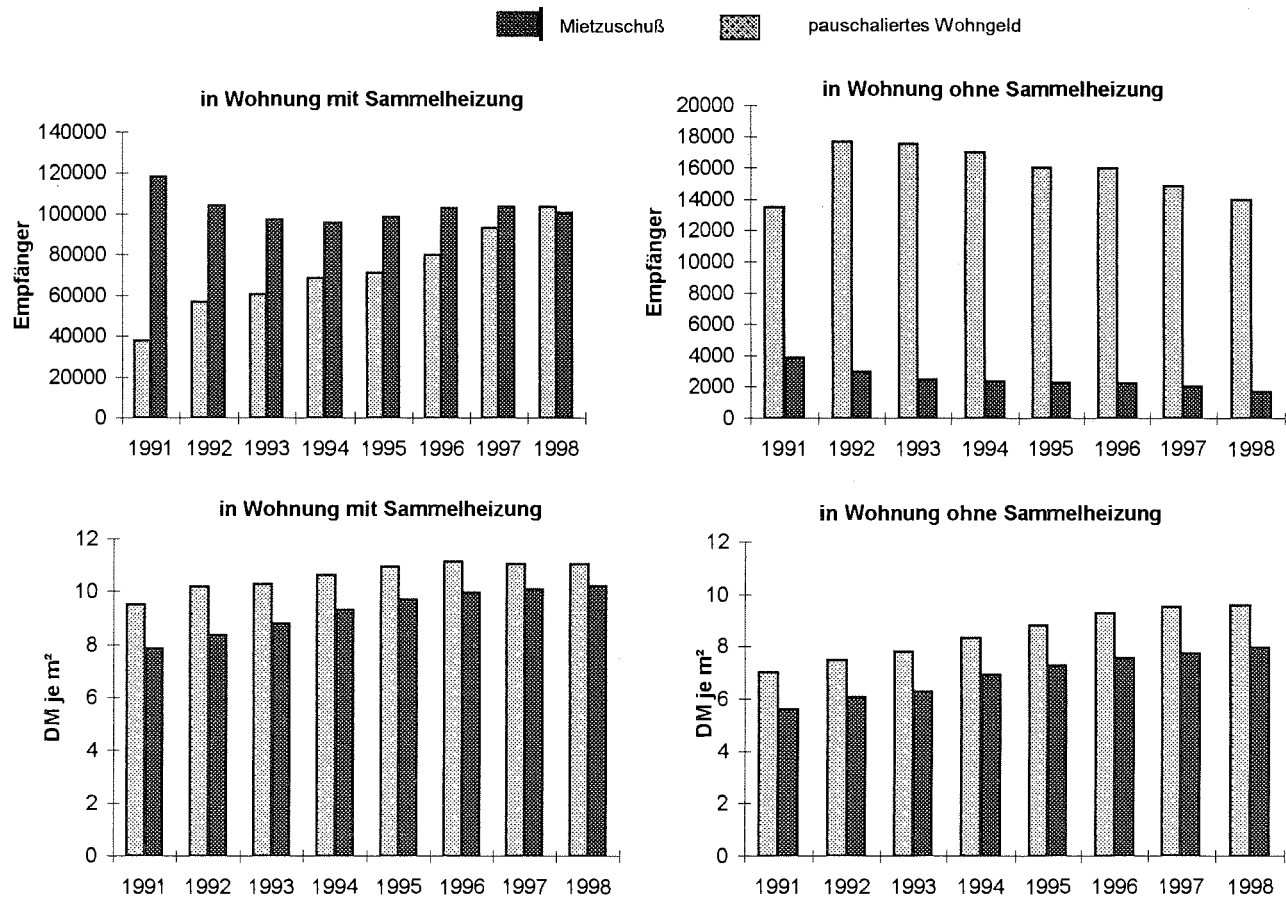 Mietzuschuß
pauschaliertes Wohngeld
in Wohnung mit Sammelheizung
Empfänger
140000
120000
100000
80000
60000
40000
20000
0
1991 1992 1993 1994 1995 1996 1997 1998
in Wohnung ohne Sammelheizung
Empfänger
20000
18000
16000
14000
12000
10000
8000
6000
4000
2000
0
1991 1992 1993 1994 1995 1996 1997 1998
in Wohnung mit Sammelheizung
DM je m²
12
10
8
6
4
2
0
1991 1992 1993 1994 1995 1996 1997 1998
in Wohnung ohne Sammelheizung
DM je m²
12
10
8
6
4
2
0
1991 1992 1993 1994 1995 1996 1997 1998